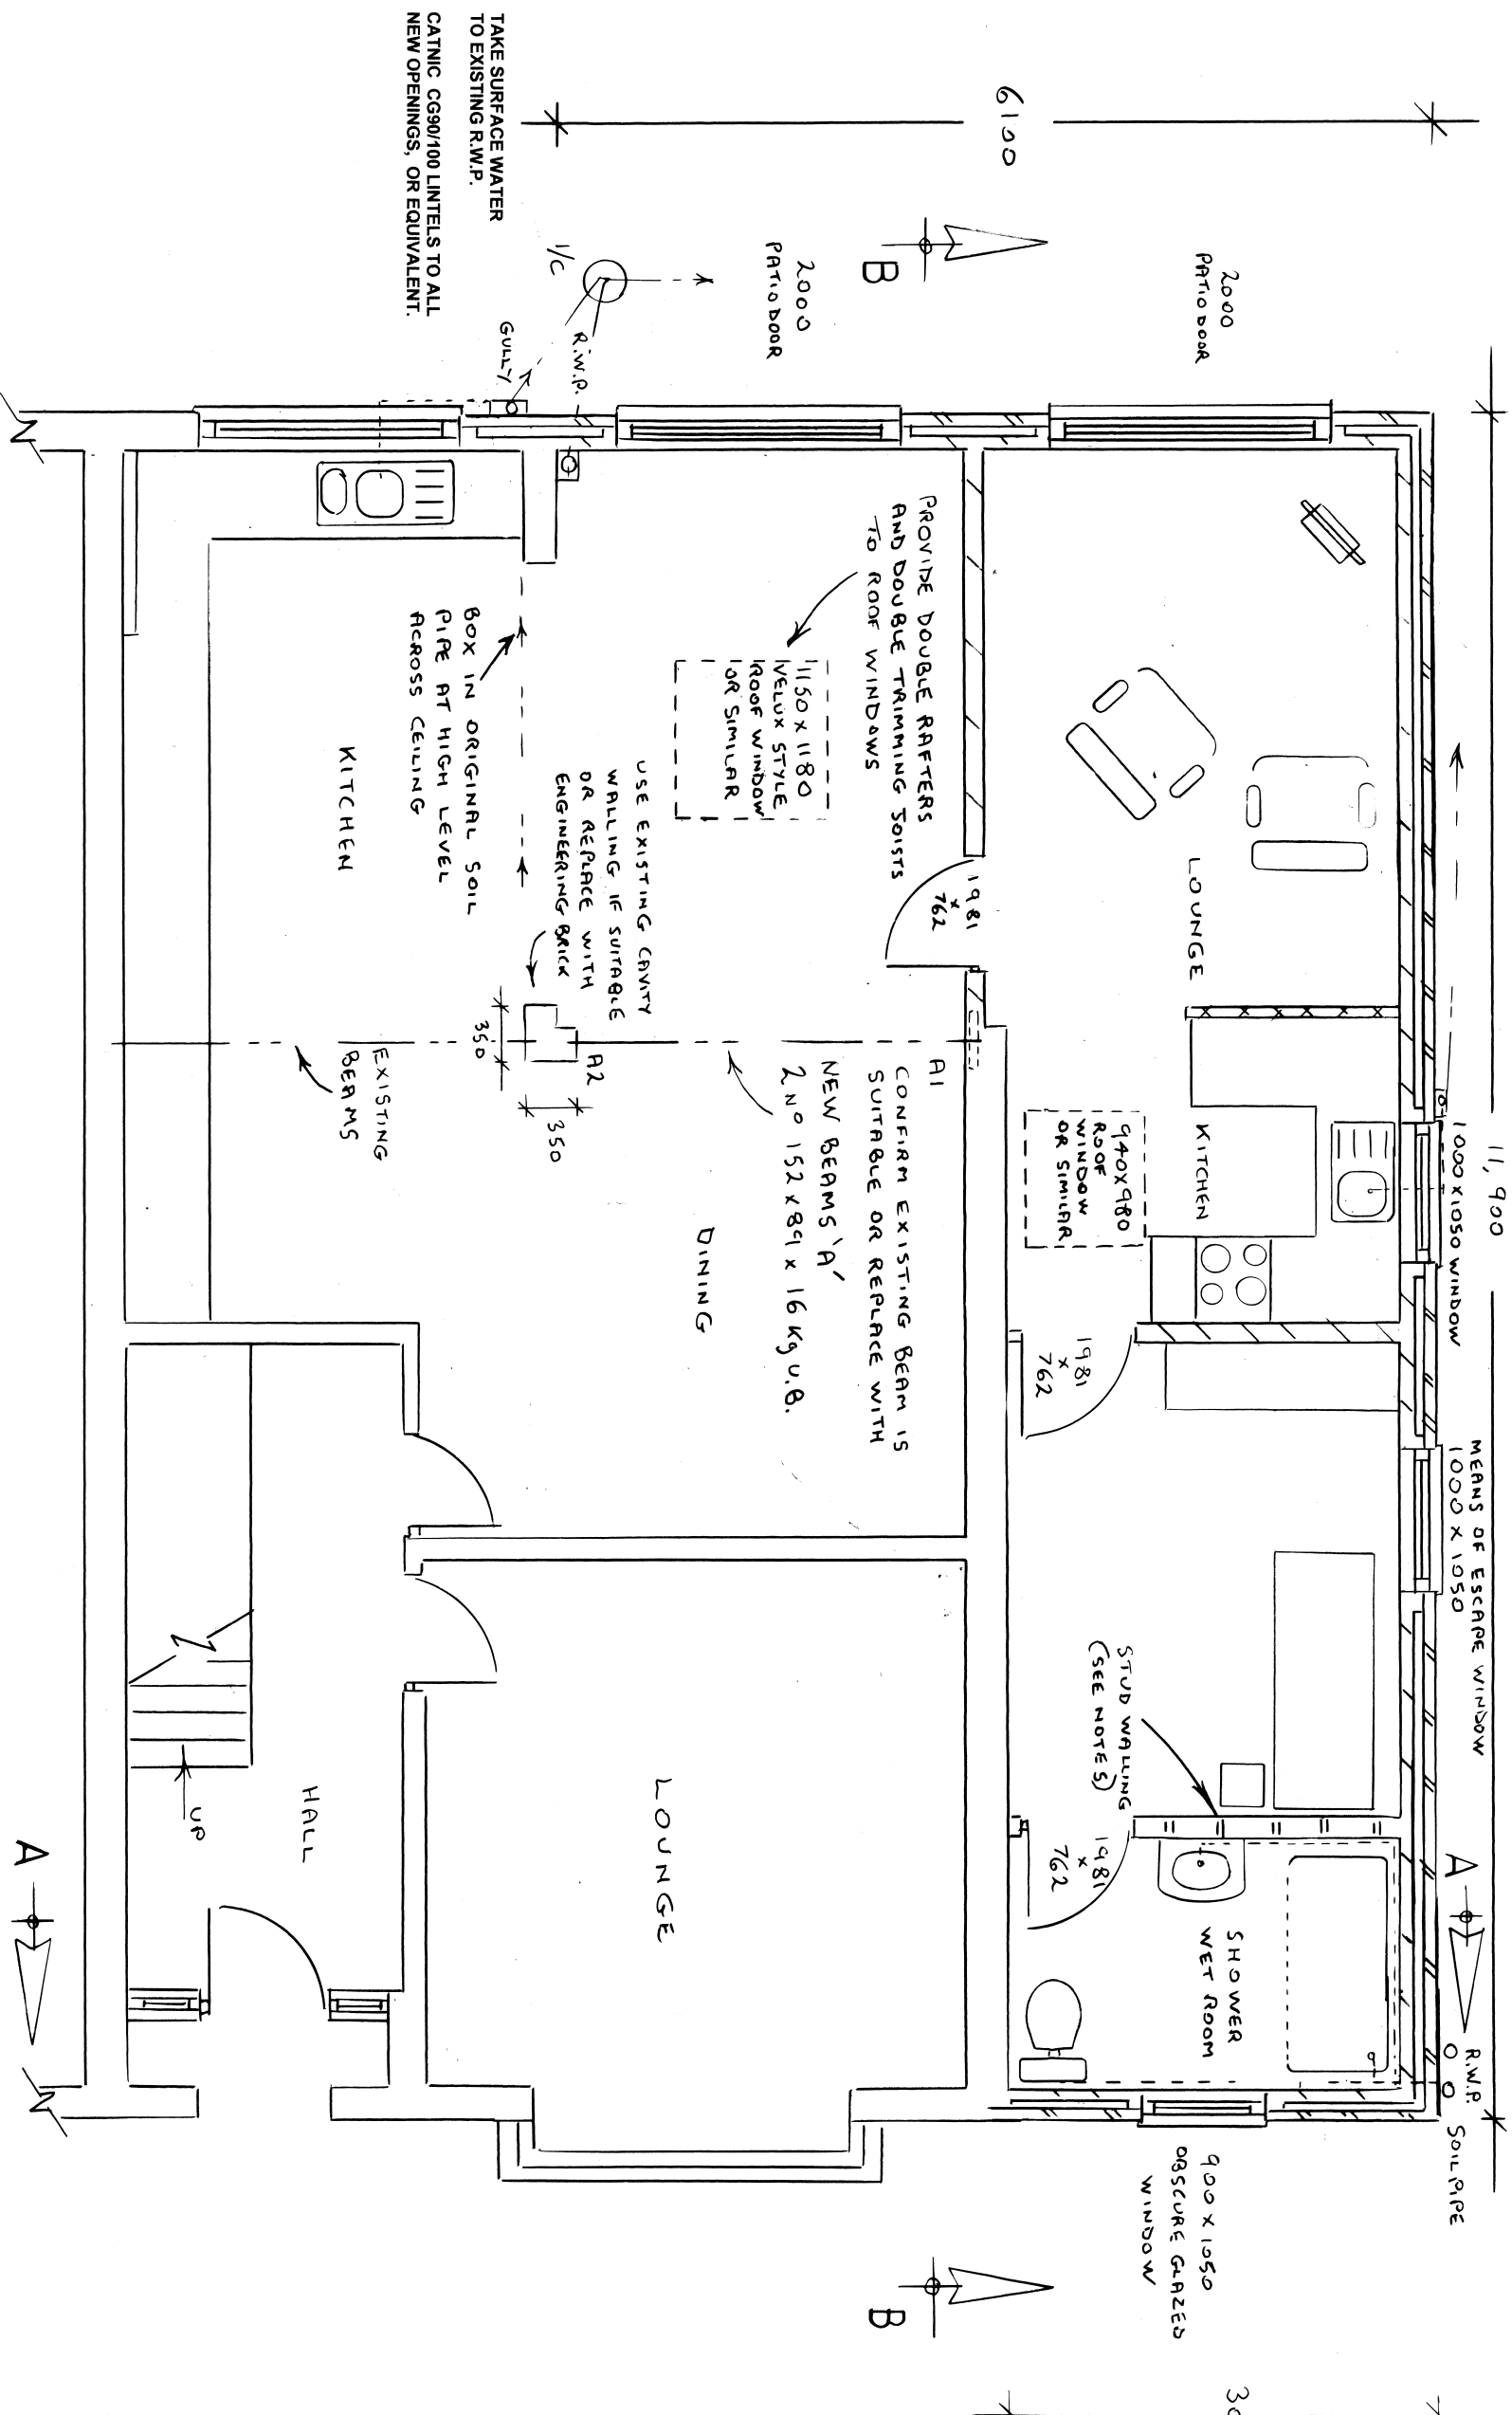 11,900
1000 x 1050 WINDOW
MEANS OF ESCAPE WINDOW
1000 x 1050
A
R.W.P.
SOIL PIPE
6100
2000
PATIO DOOR
2000
PATIO DOOR
B
I/C
R.W.P.
GULLY
TAKE SURFACE WATER
TO EXISTING R.W.P.
CATNIC CG90/100 LINTELS TO ALL
NEW OPENINGS, OR EQUIVALENT.
LOUNGE
KITCHEN
940x980
ROOF
WINDOW
OR SIMILAR
1981
x
762
1981
x
762
STUD WALLING
(SEE NOTES)
1981
x
762
SHOWER
WET ROOM
900 x 1050
OBSCURE GLAZED
WINDOW
PROVIDE DOUBLE RAFTERS
AND DOUBLE TRIMMING JOISTS
TO ROOF WINDOWS
1150 x 1180
VELUX STYLE
ROOF WINDOW
OR SIMILAR
USE EXISTING CAVITY
WALLING IF SUITABLE
OR REPLACE WITH
ENGINEERING BRICK
A1
CONFIRM EXISTING BEAM IS
SUITABLE OR REPLACE WITH
NEW BEAMS 'A'
2 No 152 x 89 x 16 Kg U.B.
A2
350
350
DINING
BOX IN ORIGINAL SOIL
PIPE AT HIGH LEVEL
ACROSS CEILING
KITCHEN
EXISTING
BEAMS
LOUNGE
HALL
UP
A
B